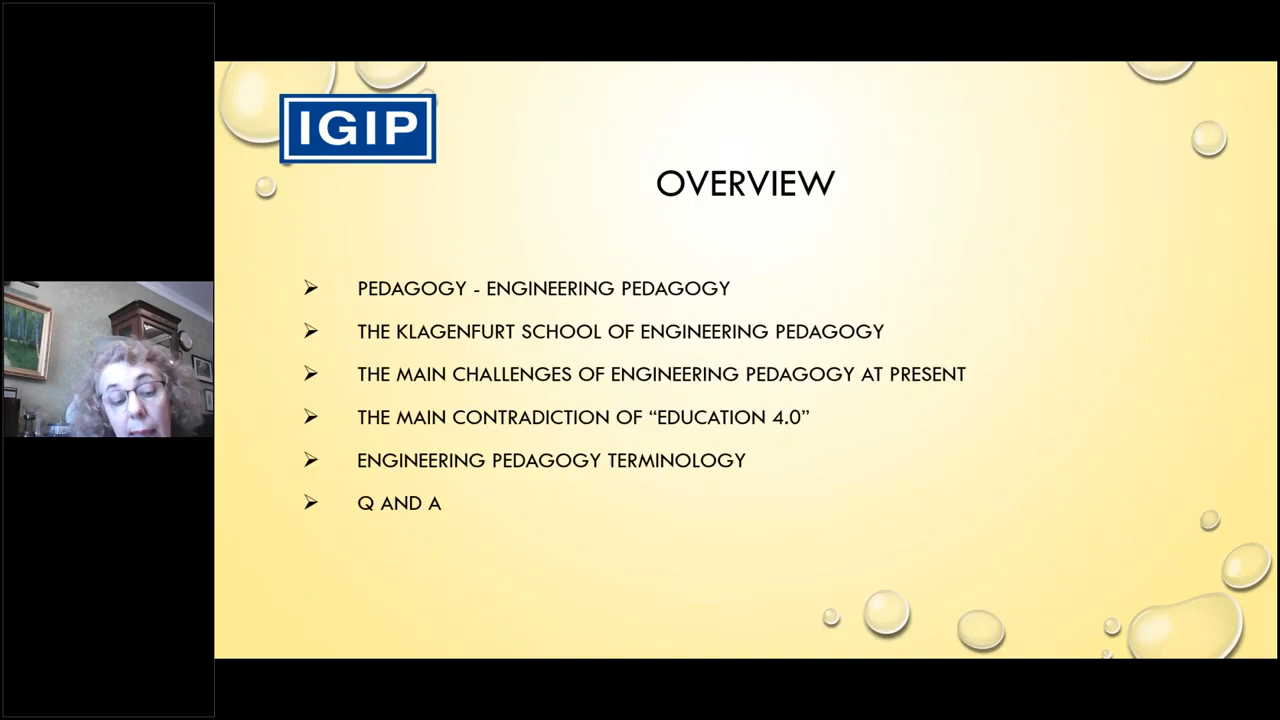 IGIP
OVERVIEW
PEDAGOGY - ENGINEERING PEDAGOGY
THE KLAGENFURT SCHOOL OF ENGINEERING PEDAGOGY
THE MAIN CHALLENGES OF ENGINEERING PEDAGOGY AT PRESENT
THE MAIN CONTRADICTION OF “EDUCATION 4.0”
ENGINEERING PEDAGOGY TERMINOLOGY
Q AND A